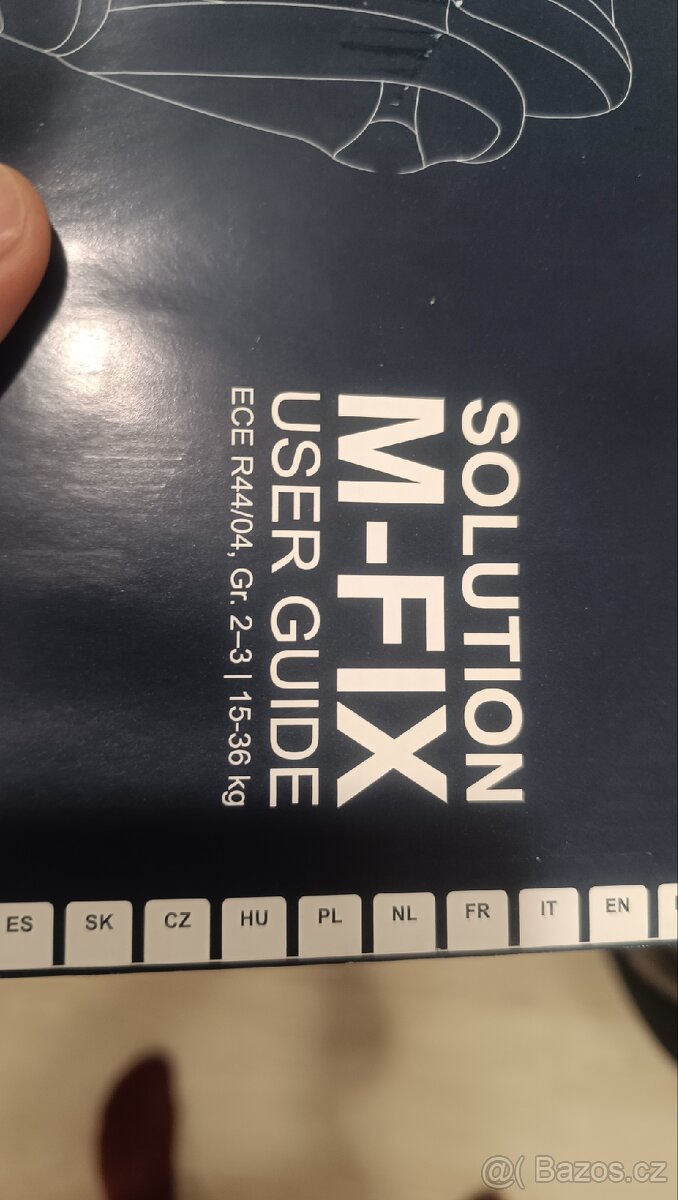 SOLUTION
M-FIX
USER GUIDE
ECE R44/04, Gr. 2–3 | 15-36 kg
ES SK CZ HU PL NL FR IT EN
@( Bazos.cz